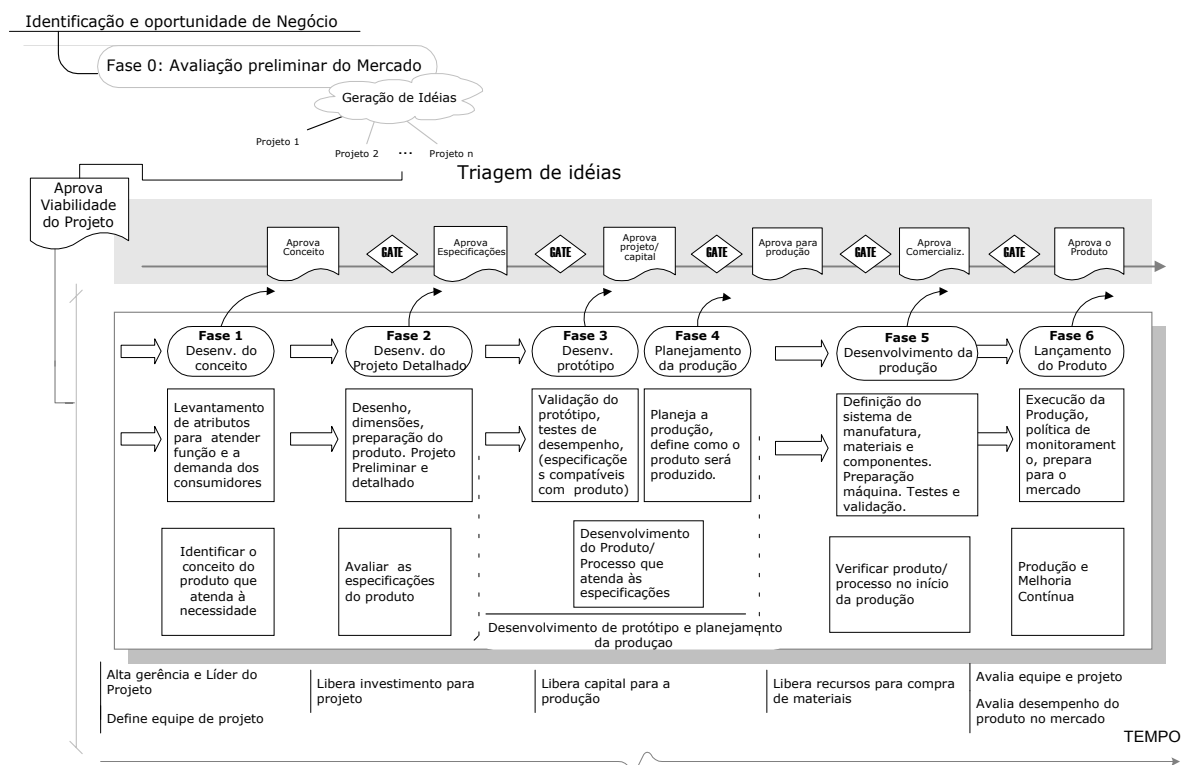 Identificação e oportunidade de Negócio
Fase 0: Avaliação preliminar do Mercado
Geração de Idéias
Projeto 1
Projeto 2
...
Projeto n
Triagem de idéias
Aprova
Viabilidade
do Projeto
Aprova
Conceito
GATE
Aprova
Especificações
GATE
Aprova
projeto/
capital
GATE
Aprova para
produção
GATE
Aprova
Comercializ.
GATE
Aprova o
Produto
Fase 1
Desenv. do
conceito
Fase 2
Desenv. do
Projeto Detalhado
Fase 3
Desenv.
protótipo
Fase 4
Planejamento
da produção
Fase 5
Desenvolvimento da
produção
Fase 6
Lançamento
do Produto
Levantamento
de atributos
para atender
função e a
demanda dos
consumidores
Desenho,
dimensões,
preparação do
produto. Projeto
Preliminar e
detalhado
Validação do
protótipo,
testes de
desempenho,
(especificaçõe
s compatíveis
com produto)
Planeja a
produção,
define como o
produto será
produzido.
Definição do
sistema de
manufatura,
materiais e
componentes.
Preparação
máquina. Testes e
validação.
Execucão da
Produção,
política de
monitorament
o, prepara
para o
mercado
Identificar o
conceito do
produto que
atenda à
necessidade
Avaliar as
especificações
do produto
Desenvolvimento
do Produto/
Processo que
atenda às
especificações
Verificar produto/
processo no início
da produção
Produção e
Melhoria
Contínua
Desenvolvimento de protótipo e planejamento
da produçao
Alta gerência e Líder do
Projeto
Define equipe de projeto
Libera investimento para
projeto
Libera capital para a
produção
Libera recursos para compra
de materiais
Avalia equipe e projeto
Avalia desempenho do
produto no mercado
TEMPO